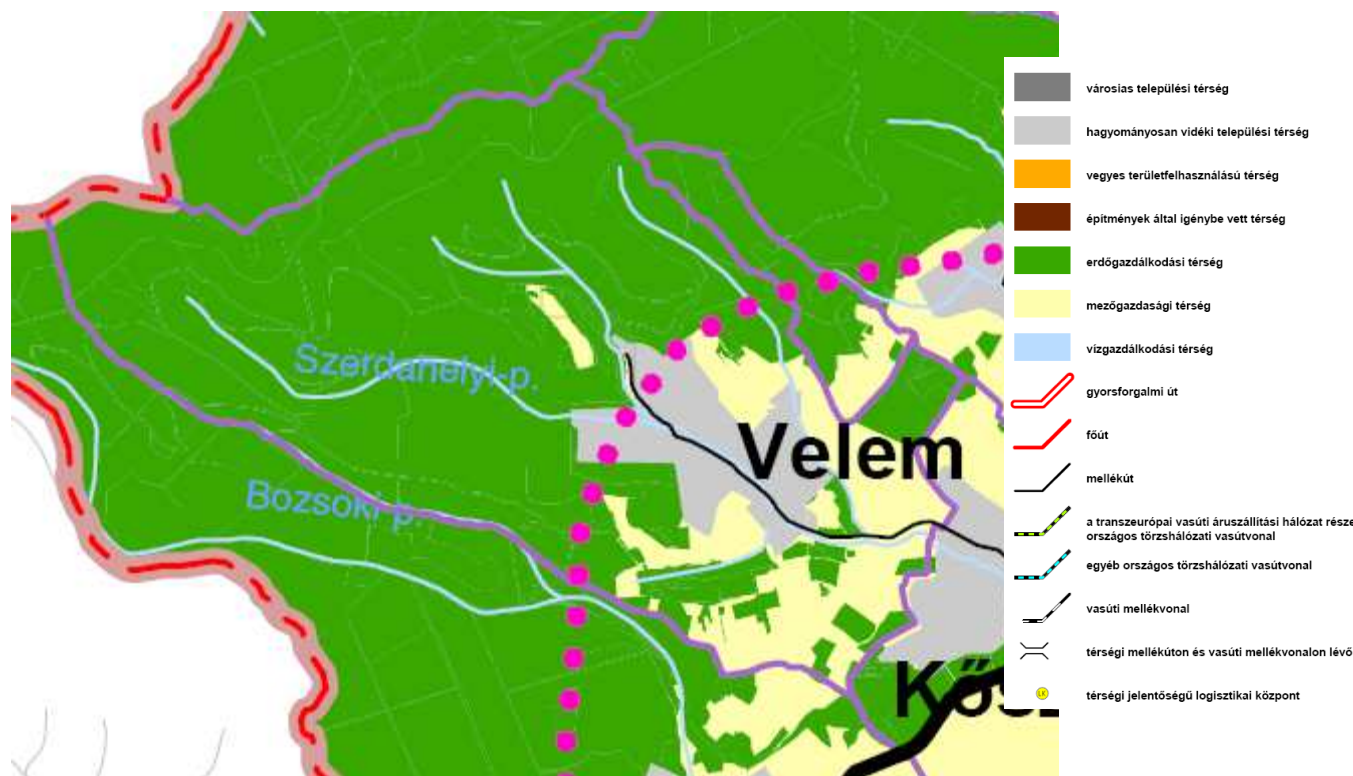 Szerdahelyi-p.
Bozsoki p.
Velem
városias települési térség
hagyományosan vidéki települési térség
vegyes területfelhasználású térség
építmények által igénybe vett térség
erdőgazdálkodási térség
mezőgazdasági térség
vízgazdálkodási térség
gyorsforgalmi út
főút
mellékút
a transzeurópai vasúti áruszállítási hálózat része
országos törzshálózati vasútvonal
egyéb országos törzshálózati vasútvonal
vasúti mellékvonal
térségi mellékúton és vasúti mellékvonalon lévő
LK
térségi jelentőségű logisztikai központ